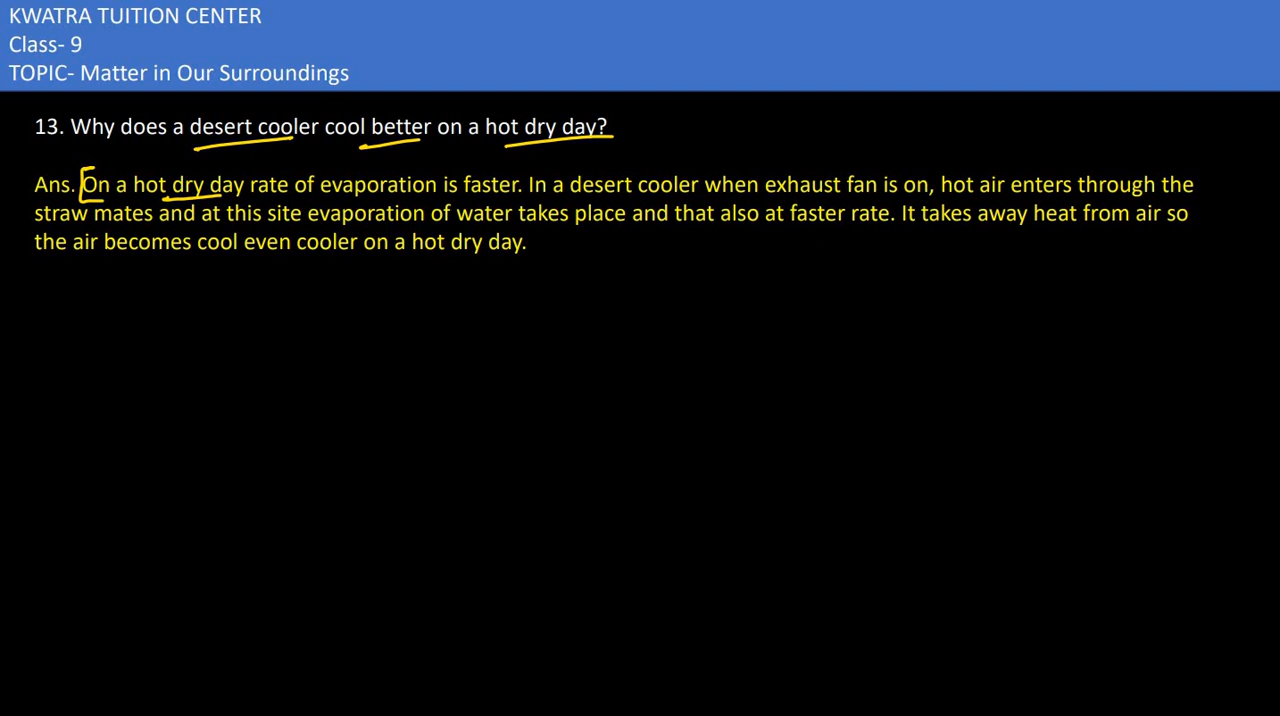 KWATRA TUITION CENTER
Class- 9
TOPIC- Matter in Our Surroundings
13. Why does a desert cooler cool better on a hot dry day?
Ans. On a hot dry day rate of evaporation is faster. In a desert cooler when exhaust fan is on, hot air enters through the
straw mates and at this site evaporation of water takes place and that also at faster rate. It takes away heat from air so
the air becomes cool even cooler on a hot dry day.